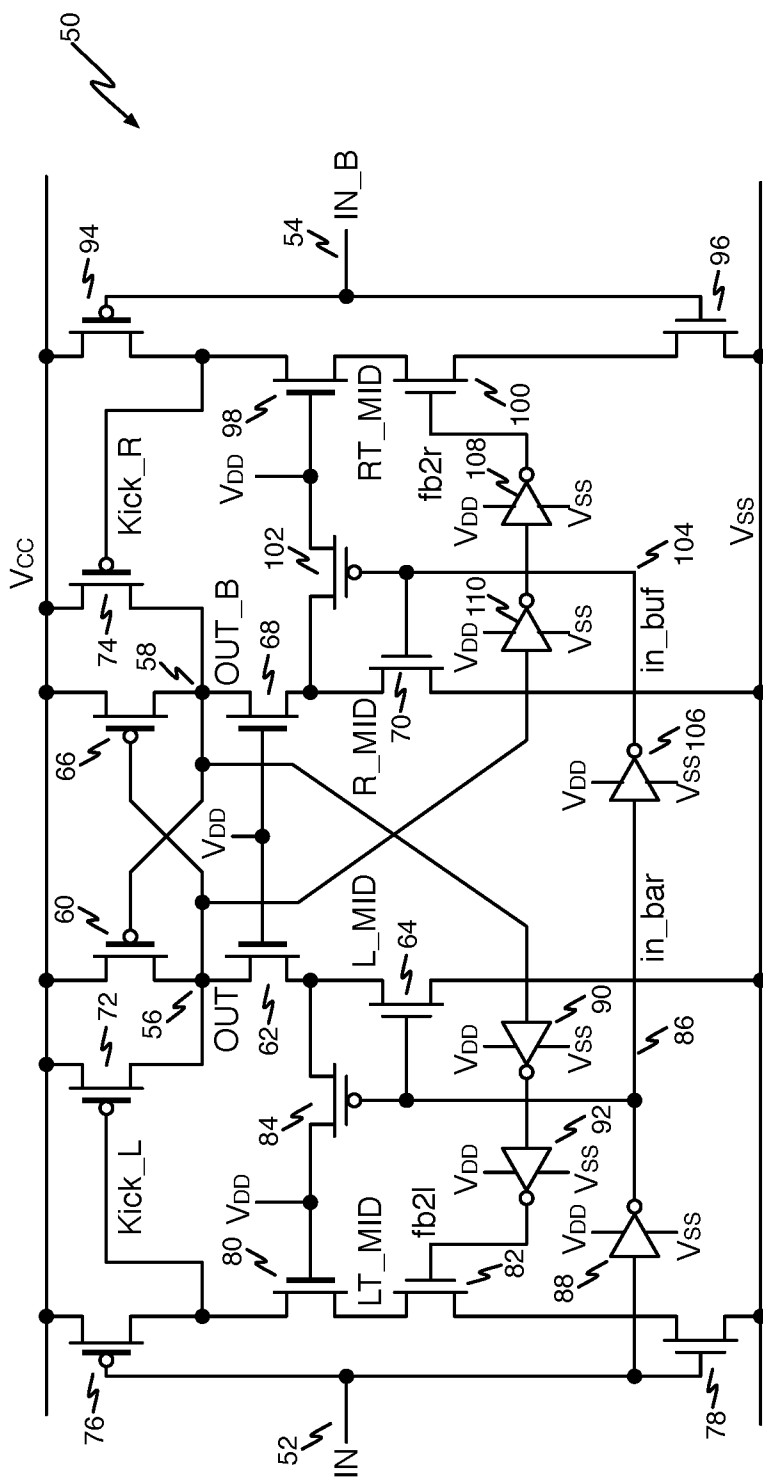 50
VCC
94
Kick_R
74
58
OUT_B
66
60
72
56
OUT
Kick_L
76
54
IN_B
98
VDD
RT_MID
102
68
R_MID
VDD
62
L_MID
84
VDD
80
LT_MID
52
IN
96
100
fb2r
108
VDD
VSS
70
VDD
110
VSS
104
in_buf
64
90
VDD
VSS
92
VDD
VSS
fb2l
82
VDD
VSS
106
in_bar
86
VDD
VSS
88
78
VSS